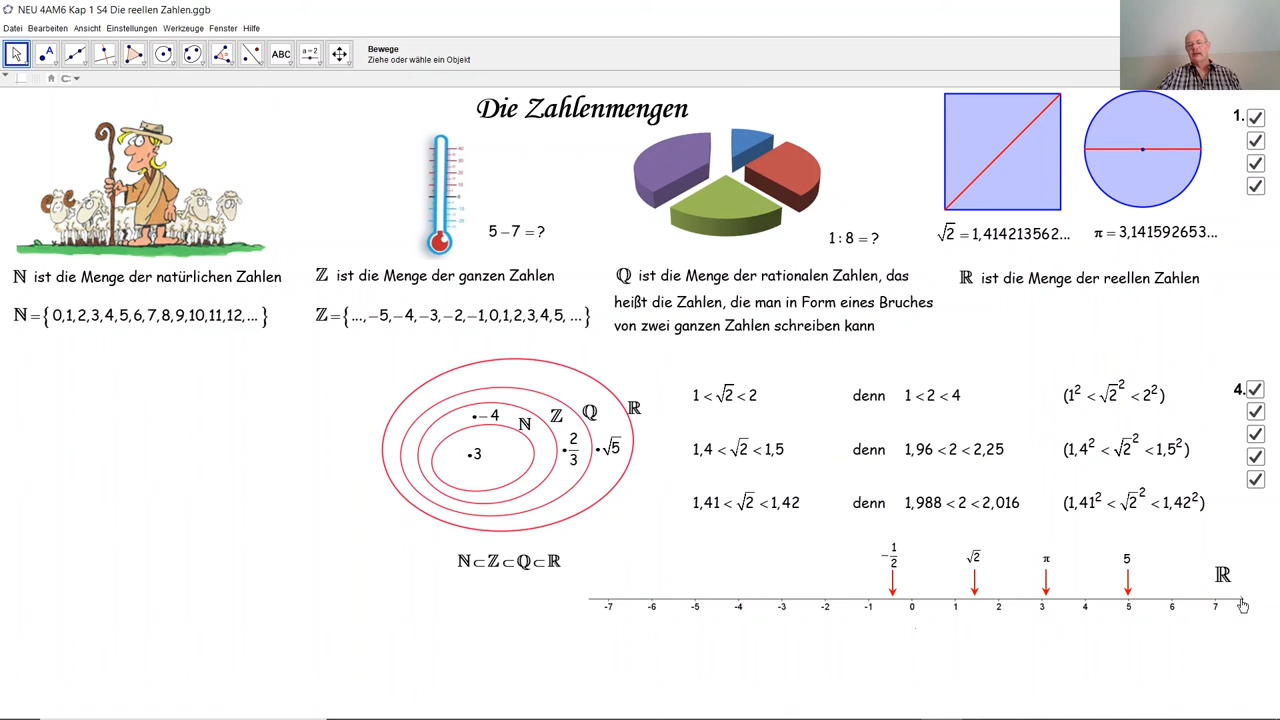 NEU 4AM6 Kap 1 S4 Die reellen Zahlen.ggb
Datei Bearbeiten Ansicht Einstellungen Werkzeuge Fenster Hilfe
A
ABC
a = 2
Bewege
Ziehe oder wähle ein Objekt
Die Zahlenmengen
1.
5 − 7 = ?
1 : 8 = ?
√2 = 1,414213562...
π = 3,141592653...
ℕ ist die Menge der natürlichen Zahlen
ℤ ist die Menge der ganzen Zahlen
ℚ ist die Menge der rationalen Zahlen, das
heißt die Zahlen, die man in Form eines Bruches
von zwei ganzen Zahlen schreiben kann
ℝ ist die Menge der reellen Zahlen
ℕ = { 0,1,2,3,4,5,6,7,8,9,10,11,12,... }
ℤ = { ..., −5, −4, −3, −2, −1,0,1,2,3,4,5, ... }
−4 ℕ ℤ ℚ ℝ
3 2/3 √5
ℕ ⊂ ℤ ⊂ ℚ ⊂ ℝ
4.
1 < √2 < 2 denn 1 < 2 < 4 (1² < √2² < 2²)
1,4 < √2 < 1,5 denn 1,96 < 2 < 2,25 (1,4² < √2² < 1,5²)
1,41 < √2 < 1,42 denn 1,988 < 2 < 2,016 (1,41² < √2² < 1,42²)
−1/2 √2 π 5 ℝ
-7 -6 -5 -4 -3 -2 -1 0 1 2 3 4 5 6 7